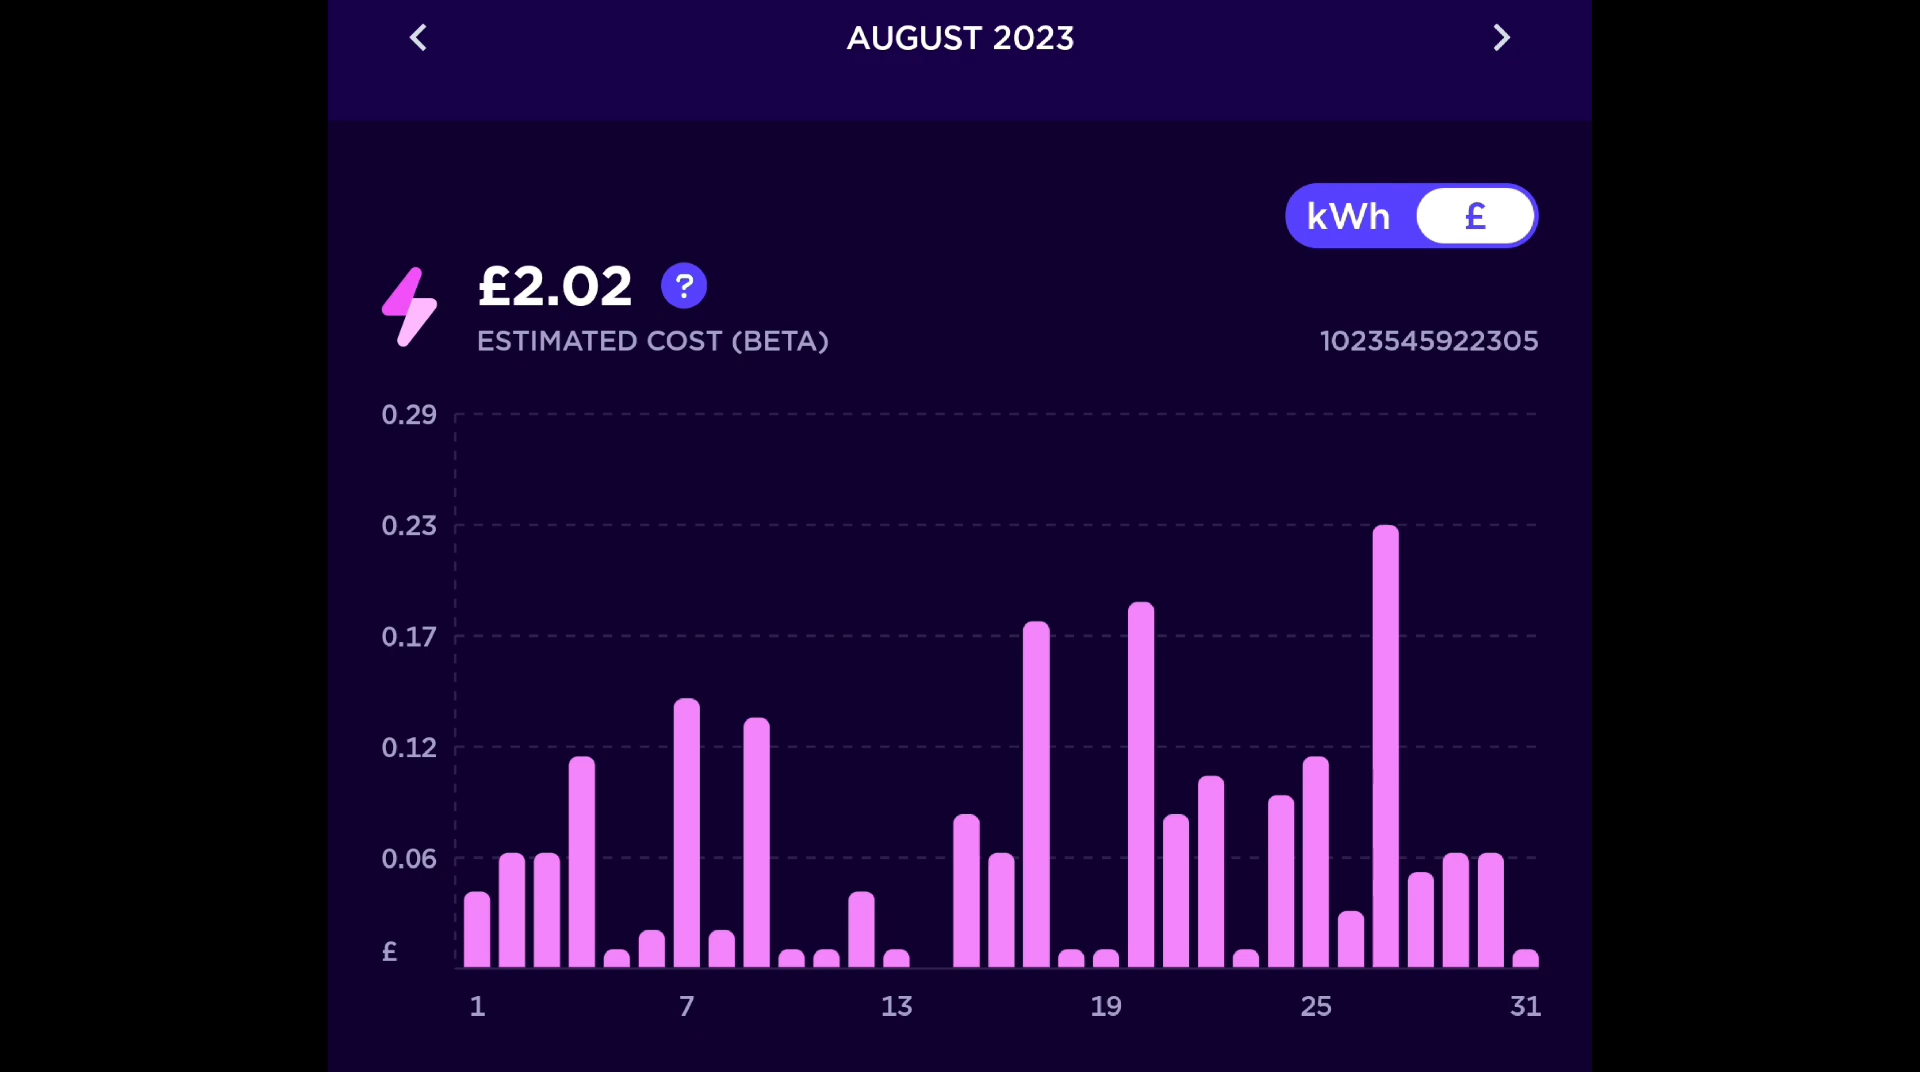 AUGUST 2023
kWh £
£2.02 ?
ESTIMATED COST (BETA) 1023545922305
0.29
0.23
0.17
0.12
0.06
£
1 7 13 19 25 31